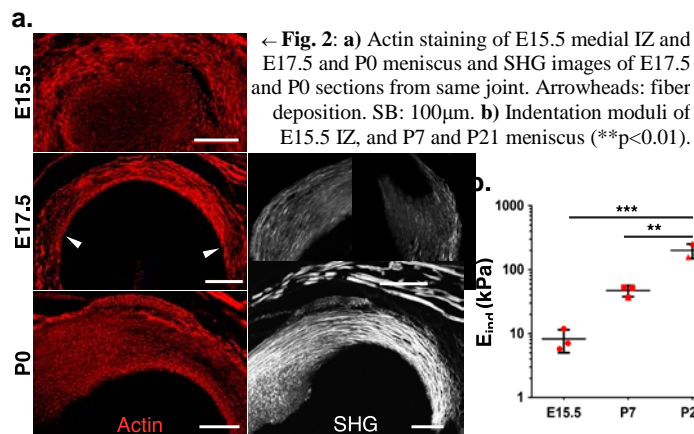 a.
← Fig. 2: a) Actin staining of E15.5 medial IZ and
E17.5 and P0 meniscus and SHG images of E17.5
and P0 sections from same joint. Arrowheads: fiber
deposition. SB: 100μm. b) Indentation moduli of
E15.5 IZ, and P7 and P21 meniscus (**p<0.01).
E15.5
E17.5
P0
Actin
SHG
b.
E_ind (kPa)
1000
100
10
1
***
**
E15.5
P7
P2